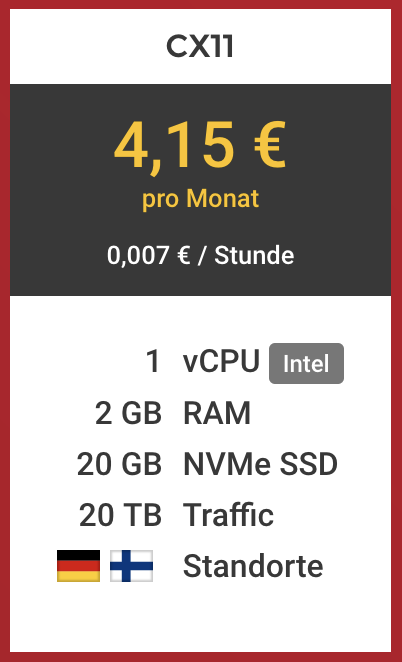 CX11
4,15 €
pro Monat
0,007 € / Stunde
1 vCPU Intel
2 GB RAM
20 GB NVMe SSD
20 TB Traffic
Standorte